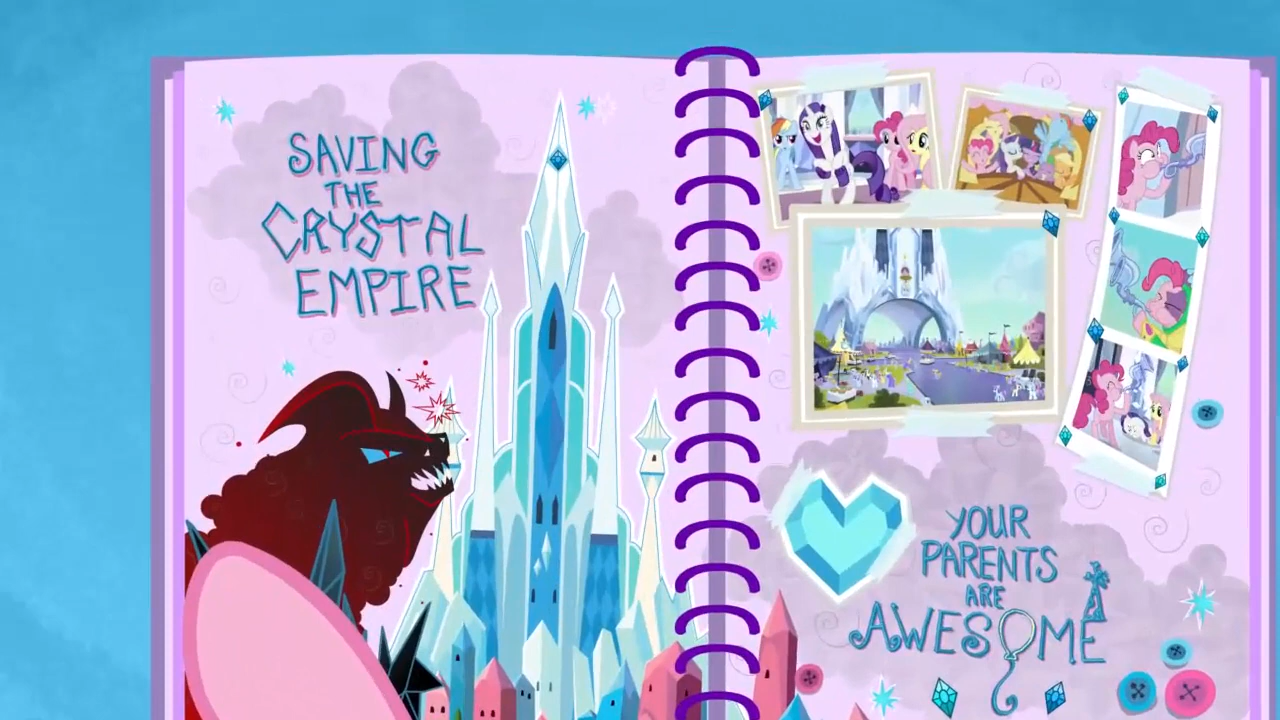 SAVING
THE
CRYSTAL
EMPIRE
YOUR
PARENTS
ARE
AWESOME